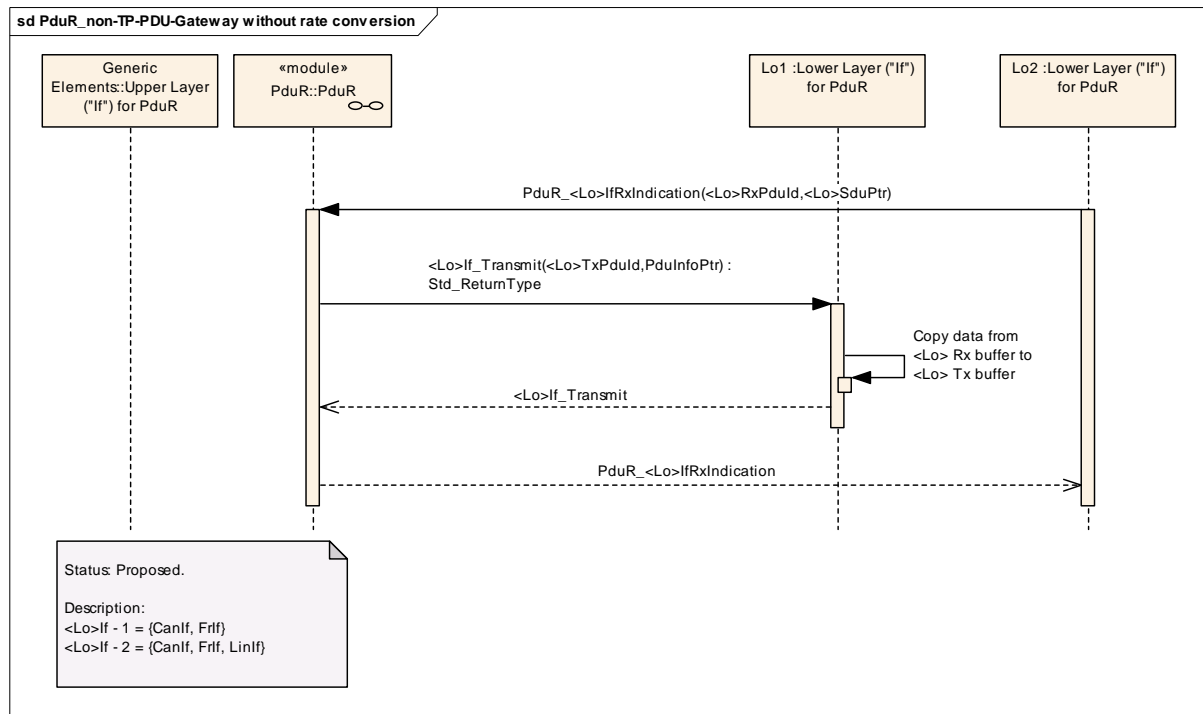 sd PduR_non-TP-PDU-Gateway without rate conversion
Generic
Elements::Upper Layer
("If") for PduR
«module»
PduR::PduR
Lo1 :Lower Layer ("If")
for PduR
Lo2 :Lower Layer ("If")
for PduR
PduR_<Lo>IfRxIndication(<Lo>RxPduId,<Lo>SduPtr)
<Lo>If_Transmit(<Lo>TxPduId,PduInfoPtr) :
Std_ReturnType
Copy data from
<Lo> Rx buffer to
<Lo> Tx buffer
<Lo>If_Transmit
PduR_<Lo>IfRxIndication
Status: Proposed.
Description:
<Lo>If - 1 = {CanIf, FrIf}
<Lo>If - 2 = {CanIf, FrIf, LinIf}